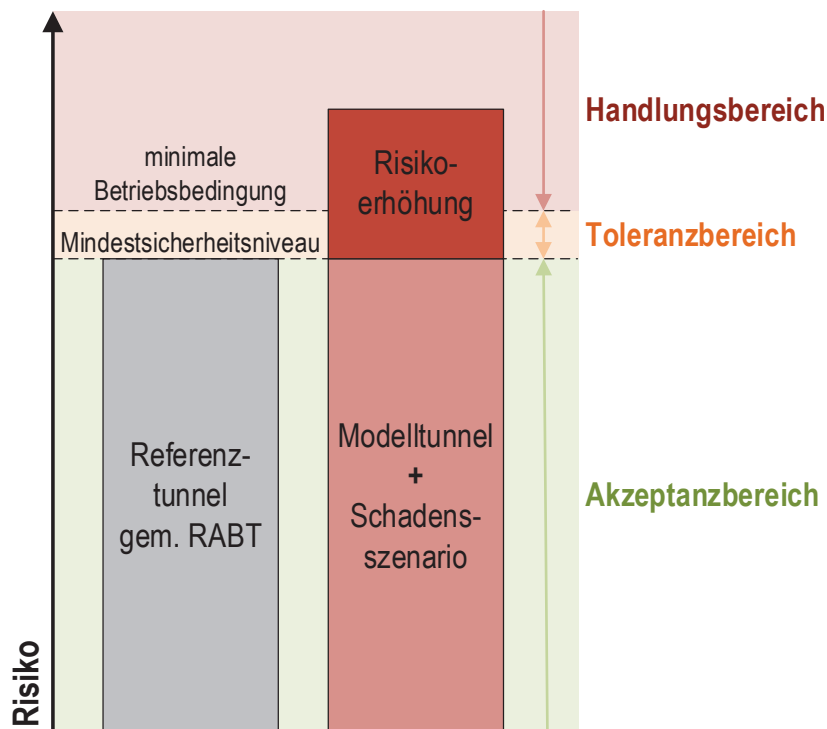 Handlungsbereich
minimale
Betriebsbedingung
Risiko-
erhöhung
Mindestsicherheitsniveau
Toleranzbereich
Referenz-
tunnel
gem. RABT
Modelltunnel
+
Schadens-
szenario
Akzeptanzbereich
Risiko